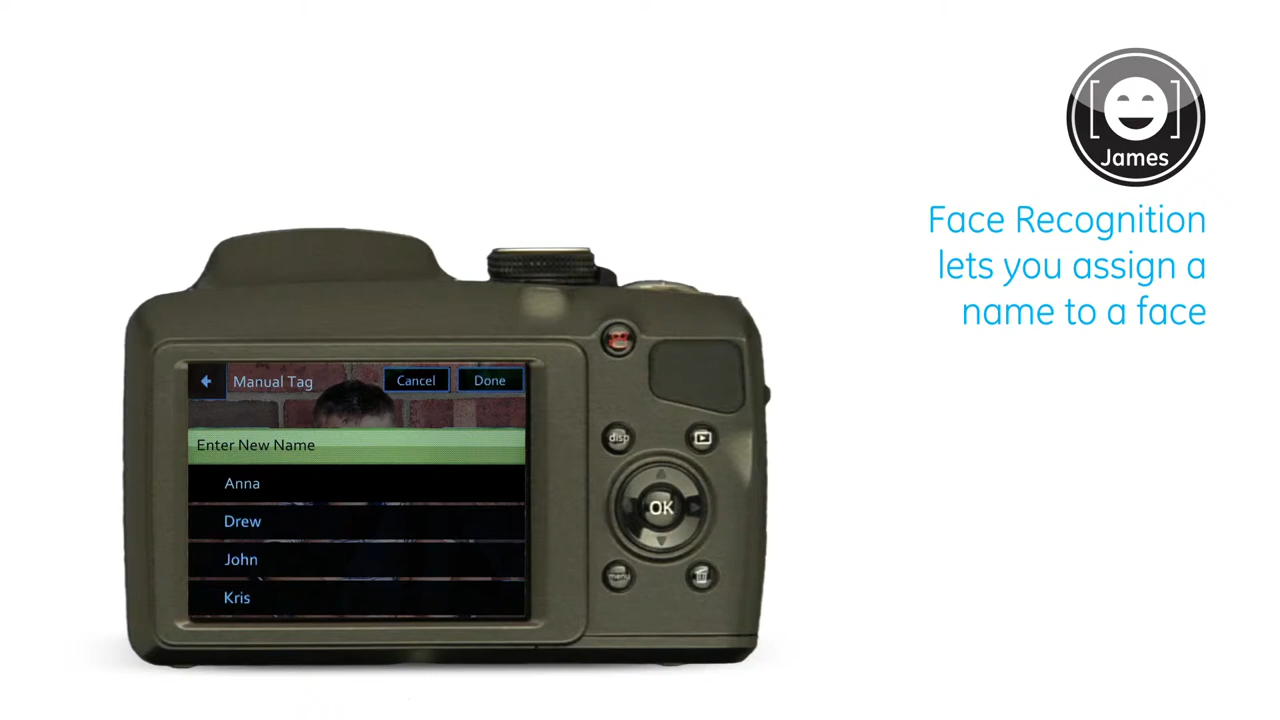 James
Face Recognition
lets you assign a
name to a face
Manual Tag
Cancel
Done
Enter New Name
Anna
Drew
John
Kris
disp
OK
menu